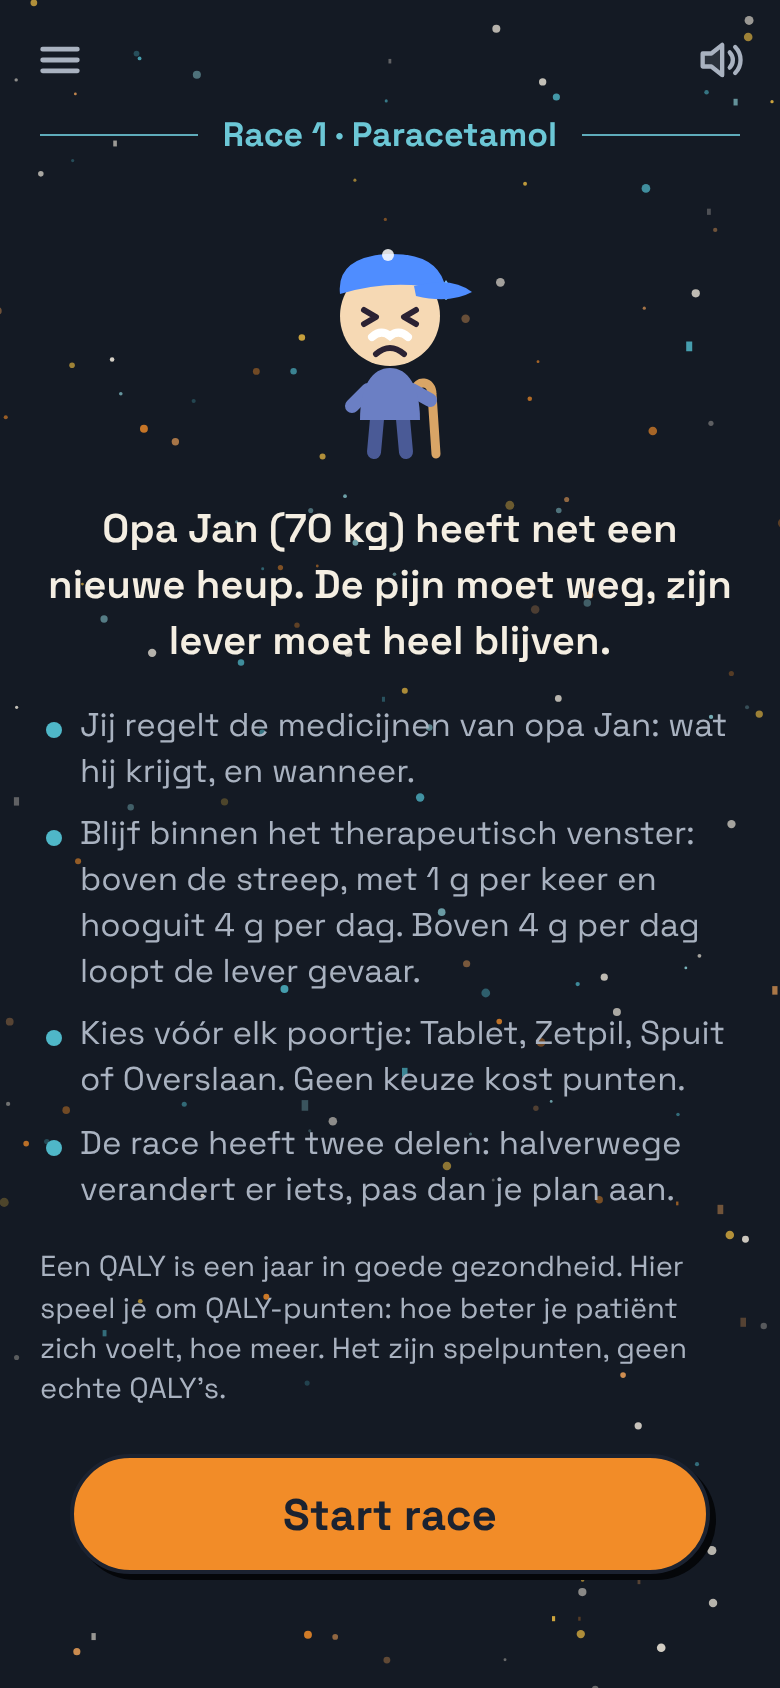 Race 1 · Paracetamol
Opa Jan (70 kg) heeft net een
nieuwe heup. De pijn moet weg, zijn
lever moet heel blijven.
Jij regelt de medicijnen van opa Jan: wat
hij krijgt, en wanneer.
Blijf binnen het therapeutisch venster:
boven de streep, met 1 g per keer en
hooguit 4 g per dag. Boven 4 g per dag
loopt de lever gevaar.
Kies vóór elk poortje: Tablet, Zetpil, Spuit
of Overslaan. Geen keuze kost punten.
De race heeft twee delen: halverwege
verandert er iets, pas dan je plan aan.
Een QALY is een jaar in goede gezondheid. Hier
speel je om QALY-punten: hoe beter je patiënt
zich voelt, hoe meer. Het zijn spelpunten, geen
echte QALY’s.
Start race